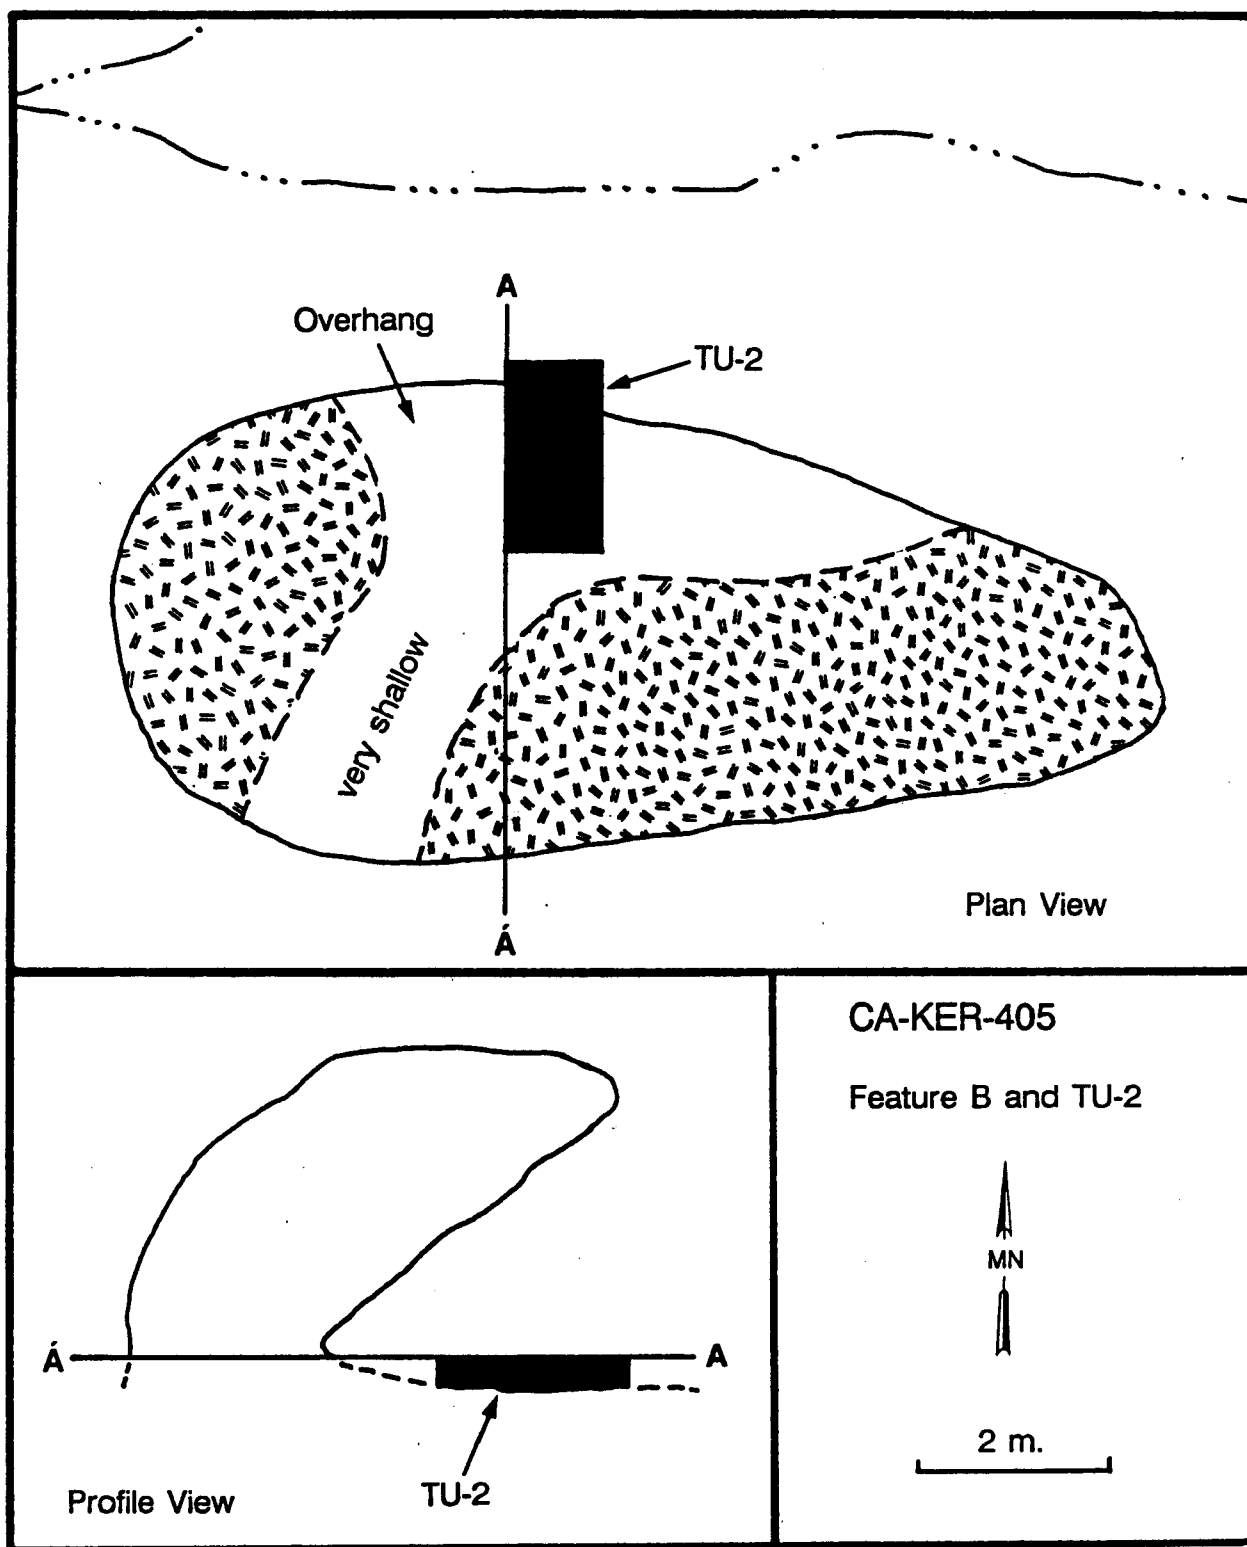 A
Overhang
TU-2
very shallow
Plan View
Á
CA-KER-405
Feature B and TU-2
MN
2 m.
Á
A
TU-2
Profile View